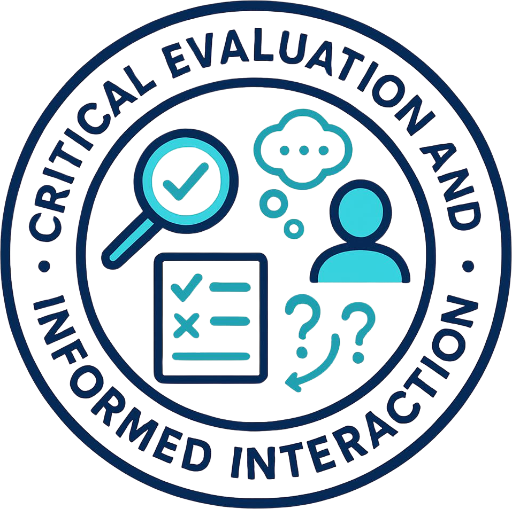 CRITICAL EVALUATION AND
INFORMED INTERACTION
? ?